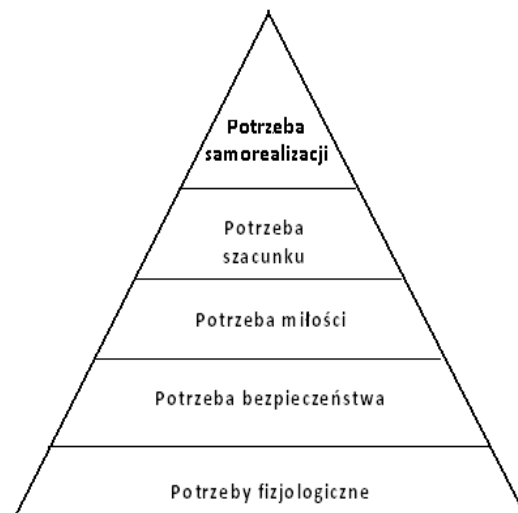 Potrzeba
samorealizacji
Potrzeba
szacunku
Potrzeba miłości
Potrzeba bezpieczeństwa
Potrzeby fizjologiczne